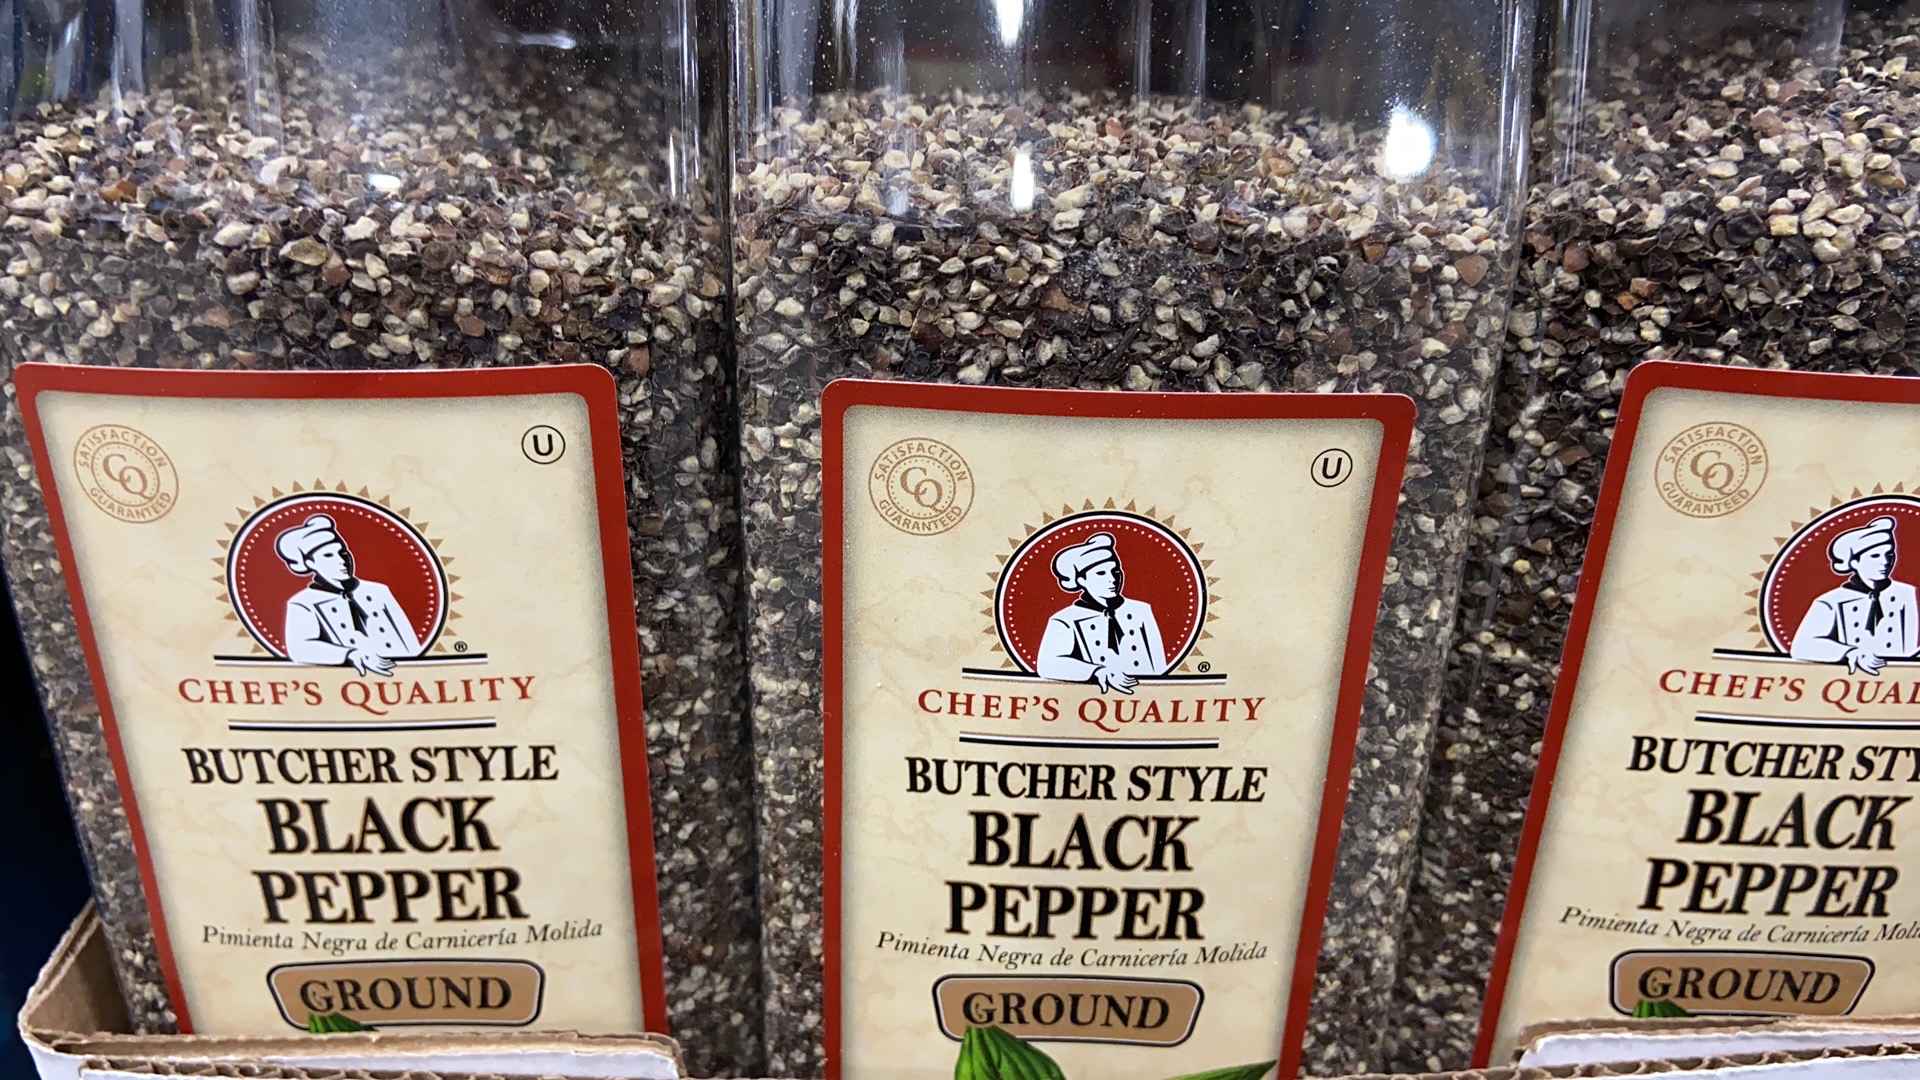 SATISFACTION
CQ
GUARANTEED
U
CHEF'S QUALITY
BUTCHER STYLE
BLACK
PEPPER
Pimienta Negra de Carnicería Molida
GROUND
SATISFACTION
CQ
GUARANTEED
U
CHEF'S QUALITY
BUTCHER STYLE
BLACK
PEPPER
Pimienta Negra de Carnicería Molida
GROUND
SATISFACTION
CQ
GUARANTEED
CHEF'S QUAL
BUTCHER STY
BLACK
PEPPER
Pimienta Negra de Carnicería Moli
GROUND